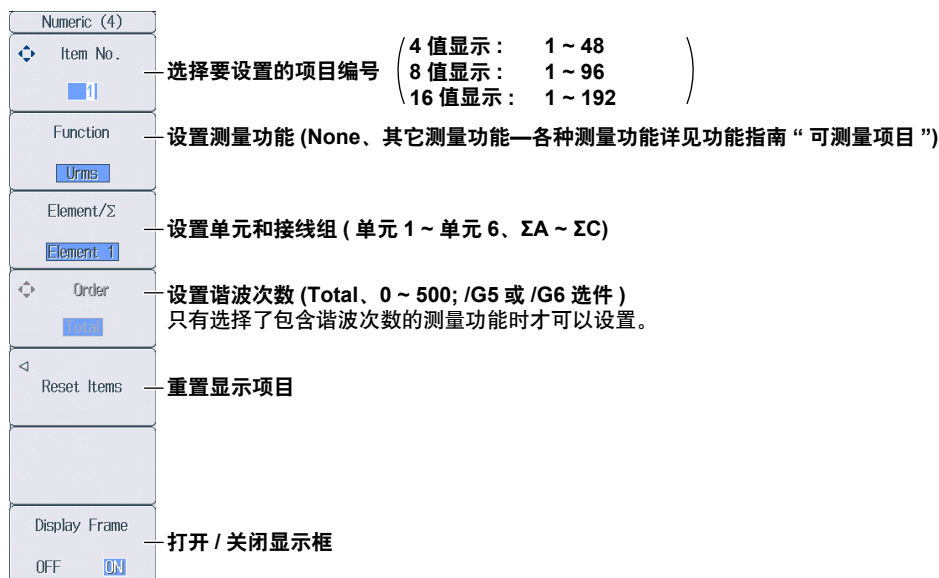 Numeric (4)
Item No.
1
选择要设置的项目编号
4 值显示 : 1 ~ 48
8 值显示 : 1 ~ 96
16 值显示 : 1 ~ 192
Function
Urms
设置测量功能 (None、其它测量功能—各种测量功能详见功能指南 “ 可测量项目 ”)
Element/Σ
Element 1
设置单元和接线组 ( 单元 1 ~ 单元 6、ΣA ~ ΣC)
Order
Total
设置谐波次数 (Total、0 ~ 500; /G5 或 /G6 选件 )
只有选择了包含谐波次数的测量功能时才可以设置。
Reset Items
重置显示项目
Display Frame
OFF ON
打开 / 关闭显示框